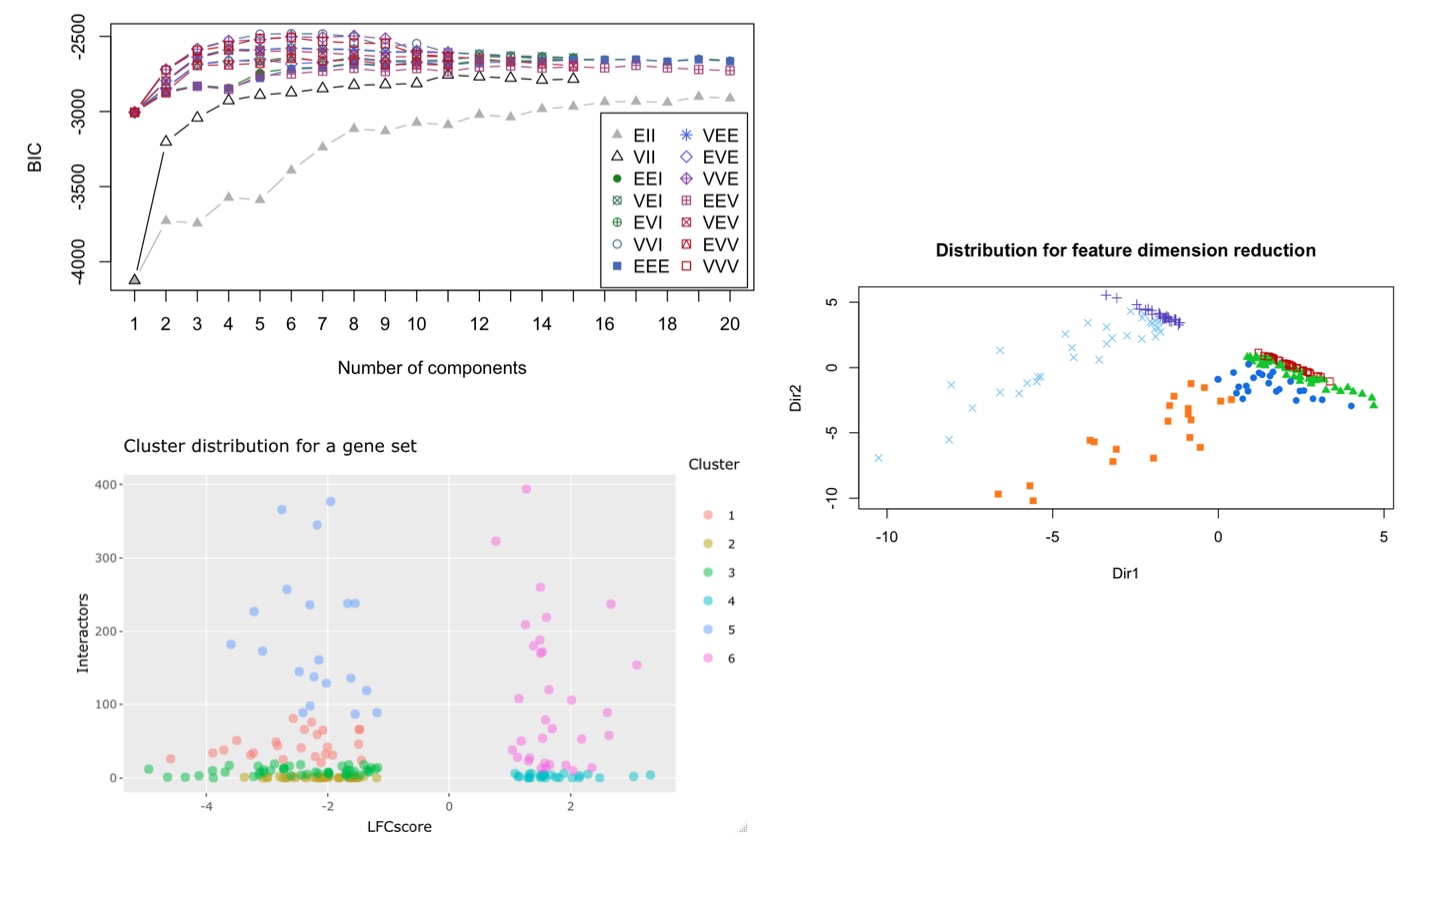 BIC
-2500
-3000
-3500
-4000
EII
VII
EEI
VEI
EVI
VVI
EEE
VEE
EVE
VVE
EEV
VEV
EVV
VVV
1 2 3 4 5 6 7 8 9 10 12 14 16 18 20
Number of components
Distribution for feature dimension reduction
Dir2
5
0
-5
-10
-10 -5 0 5
Dir1
Cluster distribution for a gene set
Interactors
400
300
200
100
0
-4 -2 0 2
LFCscore
Cluster
1
2
3
4
5
6